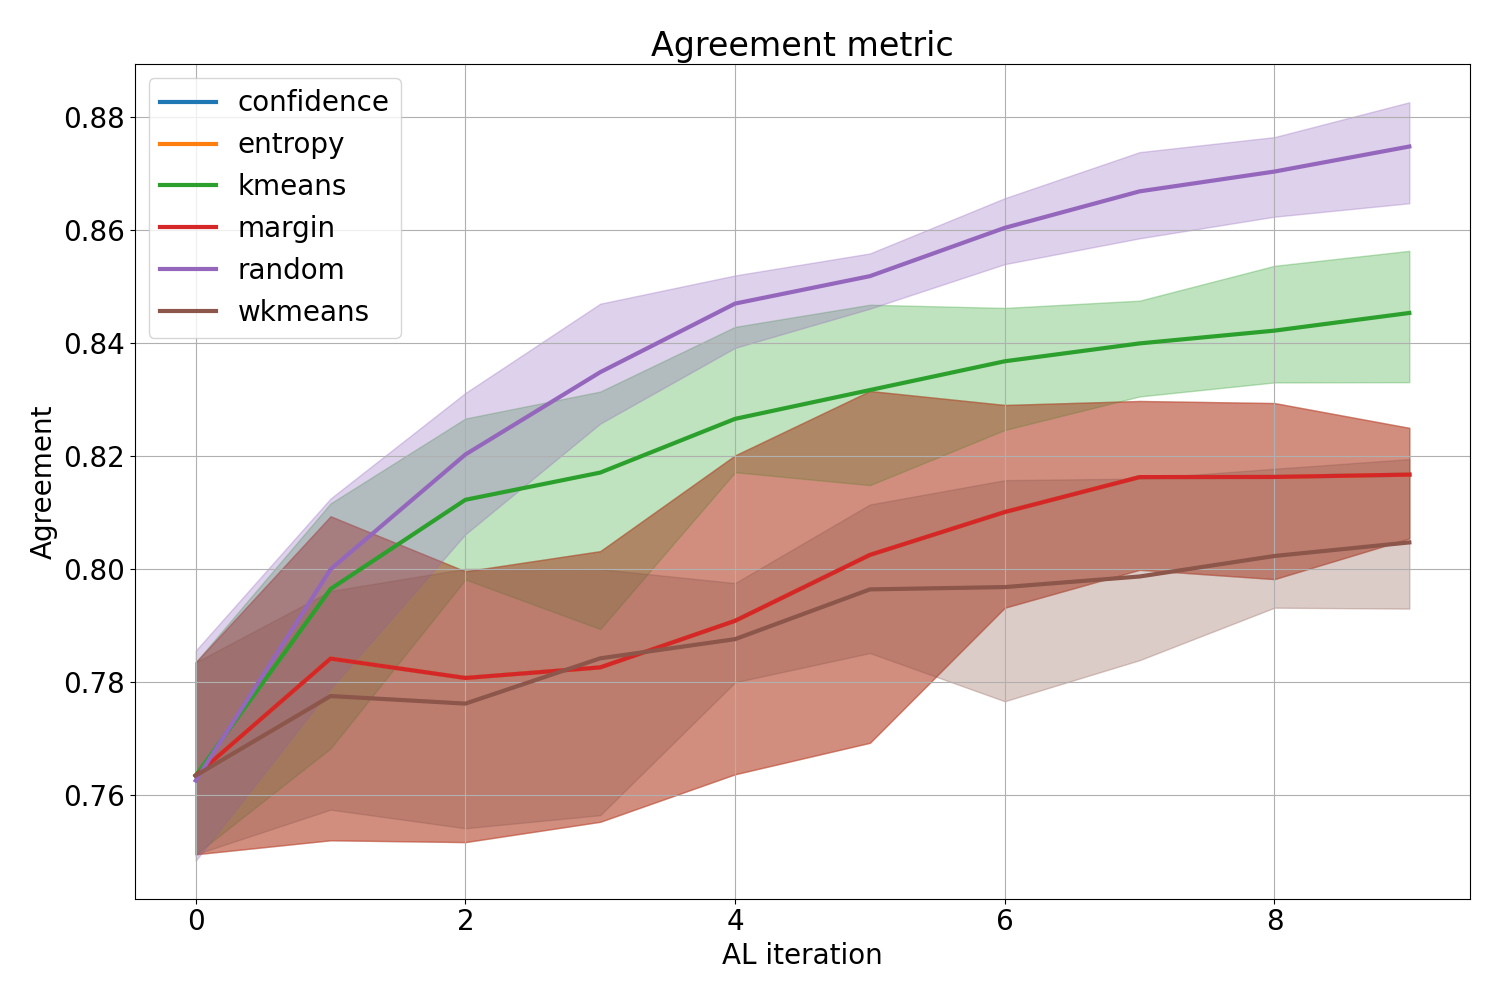 Agreement metric
confidence
entropy
kmeans
margin
random
wkmeans
0.88
0.86
0.84
0.82
0.80
0.78
0.76
Agreement
0 2 4 6 8
AL iteration